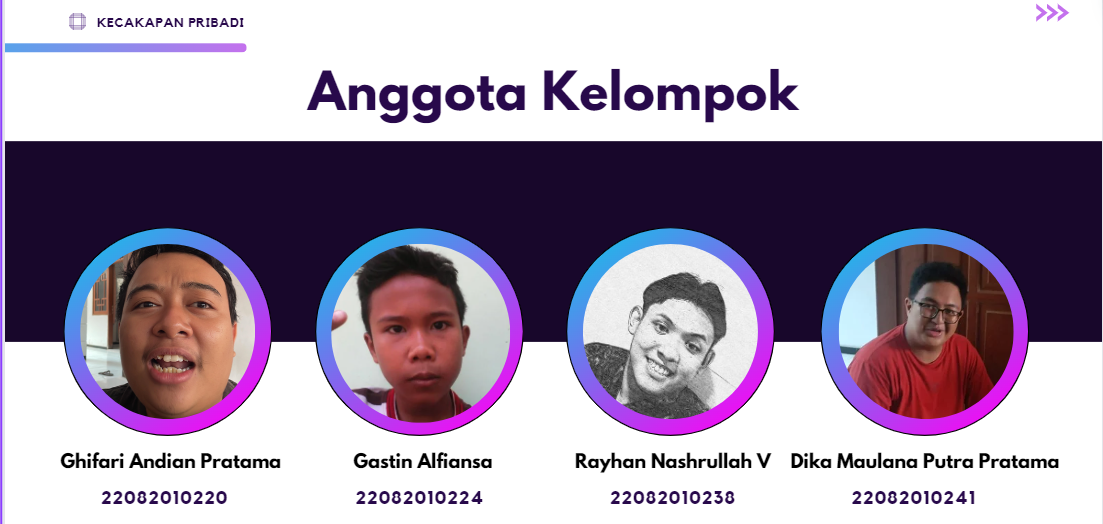 KECAKAPAN PRIBADI
Anggota Kelompok
Ghifari Andian Pratama
22082010220
Gastin Alfiansa
22082010224
Rayhan Nashrullah V
22082010238
Dika Maulana Putra Pratama
22082010241